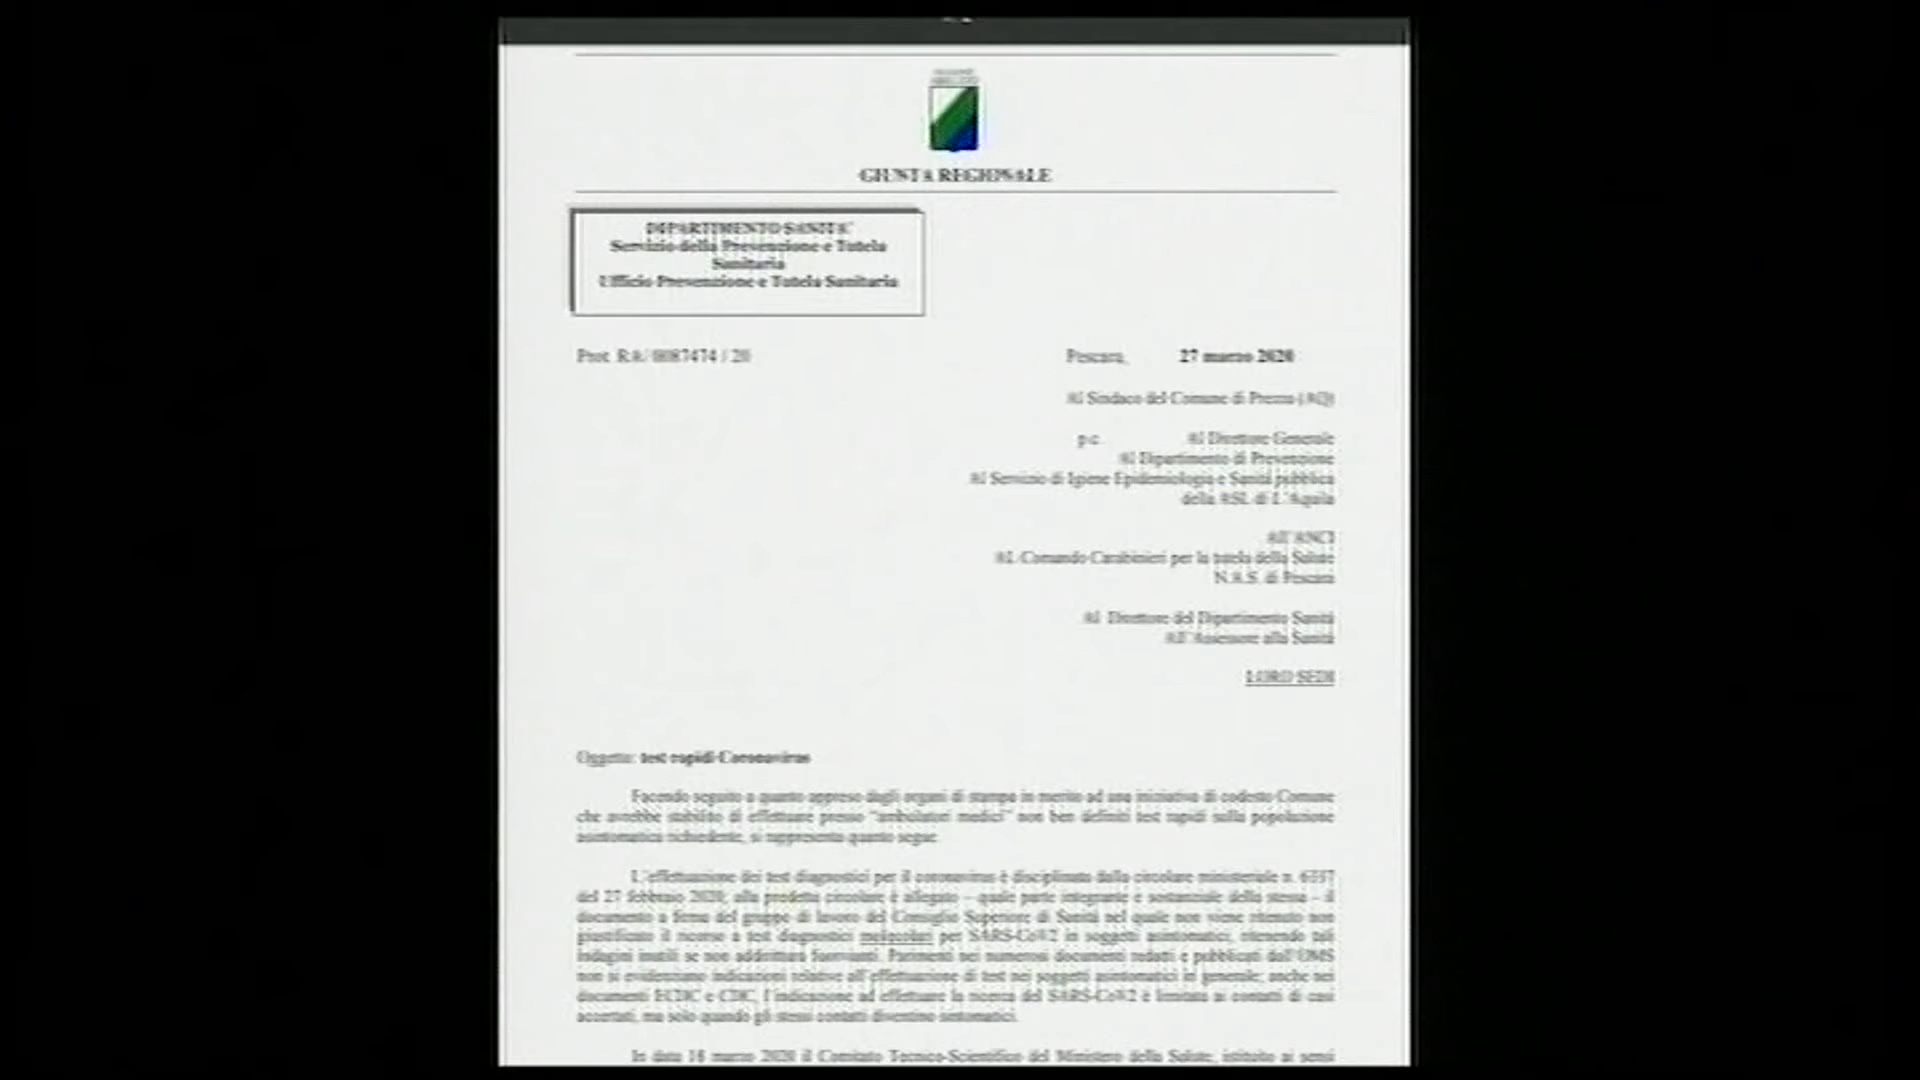 GIUNTA REGIONALE
DIPARTIMENTO SANITA'
Servizio della Prevenzione e Tutela
Sanitaria
Ufficio Prevenzione e Tutela Sanitaria
Prot. RA/ 0087474 / 20
Pescara, 27 marzo 2020
Al Sindaco del Comune di Prezza (AQ)
p.c. Al Direttore Generale
Al Dipartimento di Prevenzione
Al Servizio di Igiene Epidemiologia e Sanità pubblica
della ASL di L'Aquila
All'ANCI
AL Comando Carabinieri per la tutela della Salute
N.A.S. di Pescara
Al Direttore del Dipartimento Sanità
All'Assessore alla Sanità
LORO SEDI
Oggetto: test rapidi Coronavirus
Facendo seguito a quanto appreso dagli organi di stampa in merito ad una iniziativa di codesto Comune
che avrebbe stabilito di effettuare presso "ambulatori medici" non ben definiti test rapidi sulla popolazione
asintomatica richiedente, si rappresenta quanto segue.
L'effettuazione dei test diagnostici per il coronavirus è disciplinata dalla circolare ministeriale n. 6337
del 27 febbraio 2020; alla predetta circolare è allegato – quale parte integrante e sostanziale della stessa – il
documento a firma del gruppo di lavoro del Consiglio Superiore di Sanità nel quale non viene ritenuto non
giustificato il ricorso a test diagnostici molecolari per SARS-CoV2 in soggetti asintomatici, ritenendo tali
indagini inutili se non addirittura fuorvianti. Parimenti nei numerosi documenti redatti e pubblicati dall'OMS
non si evidenziano indicazioni relative all'effettuazione di test nei soggetti asintomatici in generale; anche nei
documenti ECDC e CDC, l'indicazione ad effettuare la ricerca del SARS-CoV2 è limitata ai contatti di casi
accertati, ma solo quando gli stessi contatti diventino sintomatici.
In data 18 marzo 2020 il Comitato Tecnico-Scientifico del Ministero della Salute, istituito ai sensi